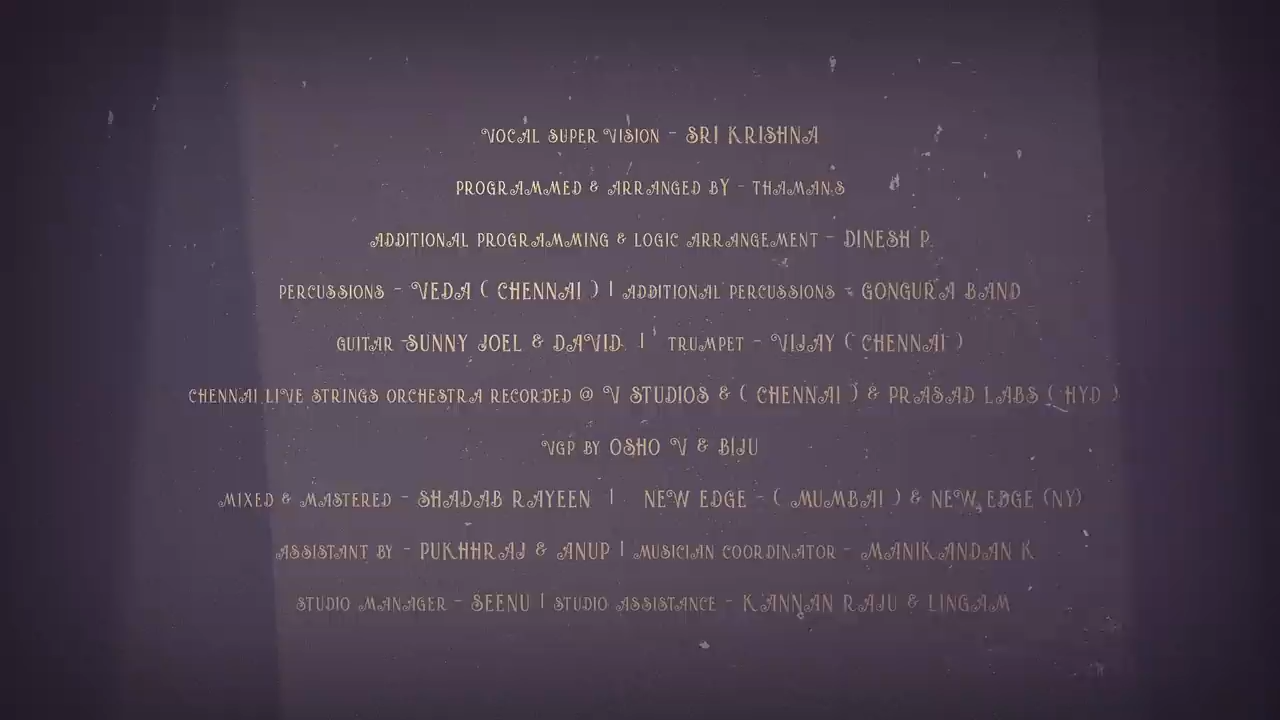 VOCAL SUPER VISION - SRI KRISHNA
PROGRAMMED & ARRANGED BY - THAMAN.S
ADDITIONAL PROGRAMMING & LOGIC ARRANGEMENT - DINESH P.
PERCUSSIONS - VEDA ( CHENNAI ) | ADDITIONAL PERCUSSIONS - GONGURA BAND
GUITAR -SUNNY JOEL & DAVID | TRUMPET - VIJAY ( CHENNAI )
CHENNAI LIVE STRINGS ORCHESTRA RECORDED @ V STUDIOS & ( CHENNAI ) & PRASAD LABS ( HYD )
VGP BY OSHO V & BIJU
MIXED & MASTERED - SHADAB RAYEEN | NEW EDGE - ( MUMBAI ) & NEW EDGE (NY)
ASSISTANT BY - PUKHHRAJ & ANUP | MUSICIAN COORDINATOR - MANIKANDAN K
STUDIO MANAGER - SEENU | STUDIO ASSISTANCE - KANNAN RAJU & LINGAM